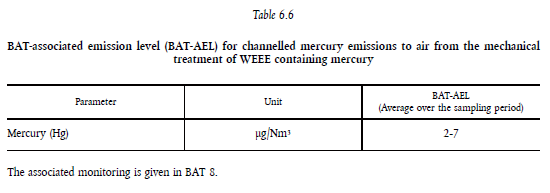 Table 6.6
BAT-associated emission level (BAT-AEL) for channelled mercury emissions to air from the mechanical
treatment of WEEE containing mercury
Parameter Unit BAT-AEL
(Average over the sampling period)
Mercury (Hg) µg/Nm³ 2-7
The associated monitoring is given in BAT 8.